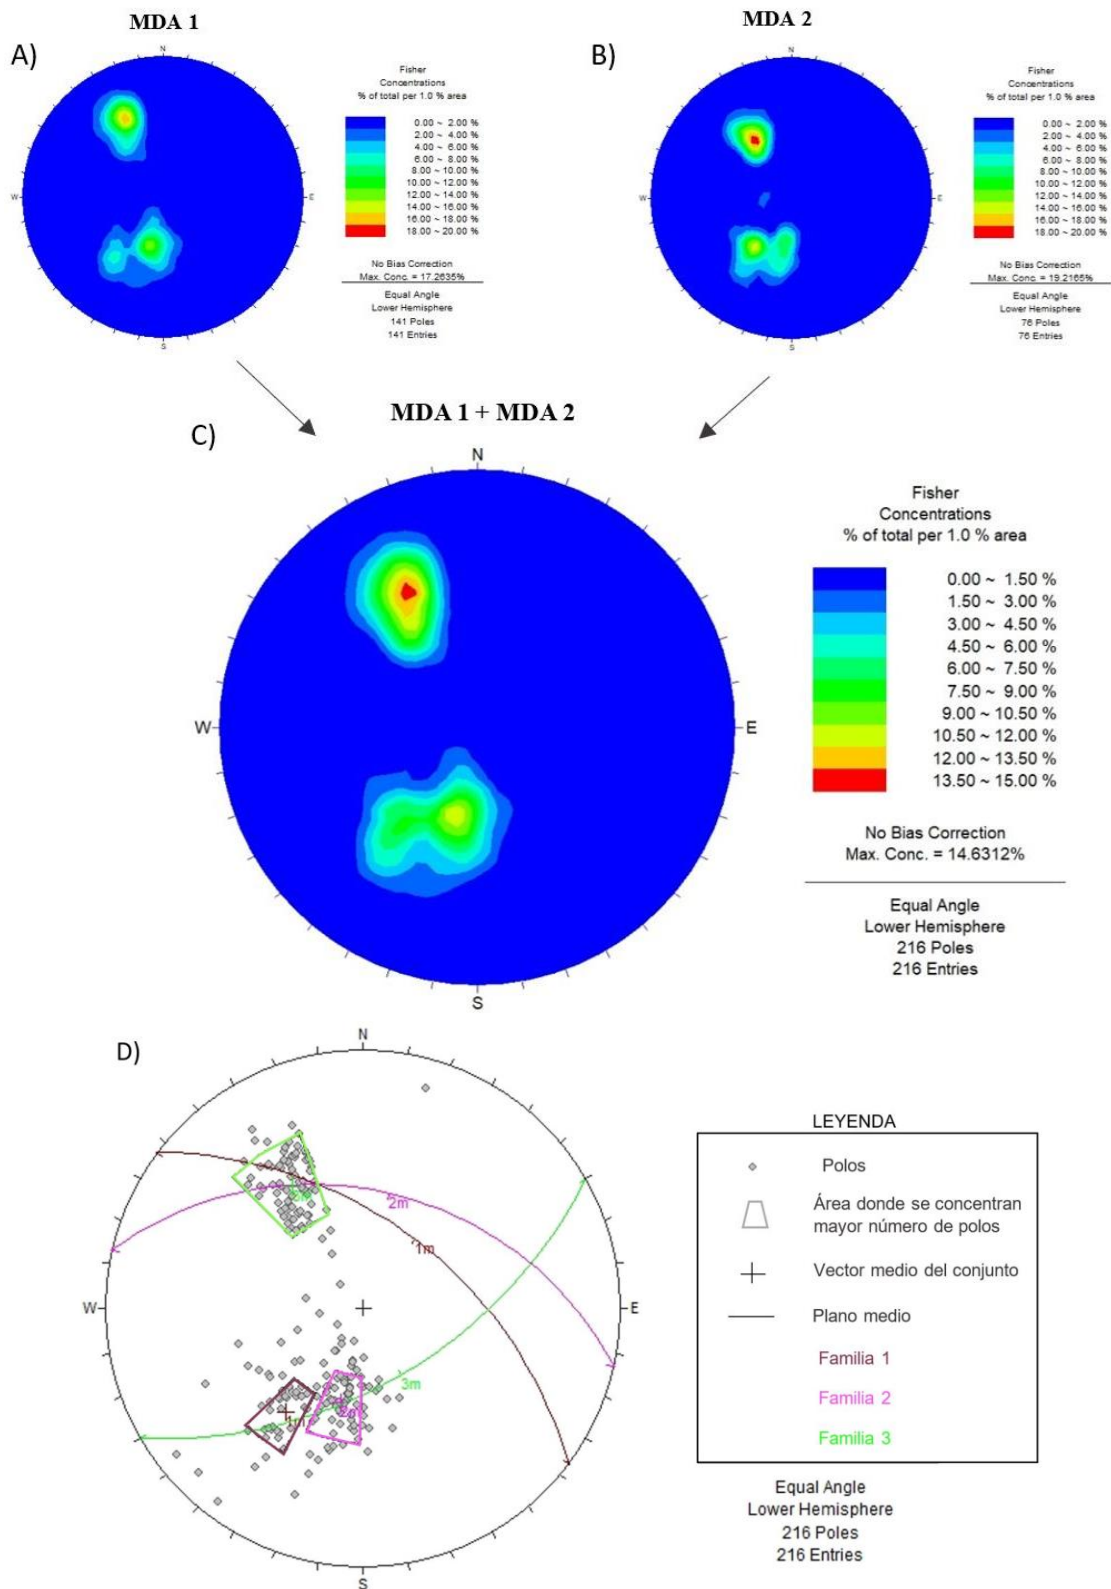 MDA 1
A)
N
W
E
S
Fisher
Concentrations
% of total per 1.0 % area
0.00 ~ 2.00 %
2.00 ~ 4.00 %
4.00 ~ 6.00 %
6.00 ~ 8.00 %
8.00 ~ 10.00 %
10.00 ~ 12.00 %
12.00 ~ 14.00 %
14.00 ~ 16.00 %
16.00 ~ 18.00 %
18.00 ~ 20.00 %
No Bias Correction
Max. Conc. = 17.2635%
Equal Angle
Lower Hemisphere
141 Poles
141 Entries
MDA 2
B)
N
W
E
S
Fisher
Concentrations
% of total per 1.0 % area
0.00 ~ 2.00 %
2.00 ~ 4.00 %
4.00 ~ 6.00 %
6.00 ~ 8.00 %
8.00 ~ 10.00 %
10.00 ~ 12.00 %
12.00 ~ 14.00 %
14.00 ~ 16.00 %
16.00 ~ 18.00 %
18.00 ~ 20.00 %
No Bias Correction
Max. Conc. = 19.2165%
Equal Angle
Lower Hemisphere
76 Poles
76 Entries
MDA 1 + MDA 2
C)
N
W
E
S
Fisher
Concentrations
% of total per 1.0 % area
0.00 ~ 1.50 %
1.50 ~ 3.00 %
3.00 ~ 4.50 %
4.50 ~ 6.00 %
6.00 ~ 7.50 %
7.50 ~ 9.00 %
9.00 ~ 10.50 %
10.50 ~ 12.00 %
12.00 ~ 13.50 %
13.50 ~ 15.00 %
No Bias Correction
Max. Conc. = 14.6312%
Equal Angle
Lower Hemisphere
216 Poles
216 Entries
D)
N
2m
1m
W
E
3m
S
LEYENDA
Polos
Área donde se concentran
mayor número de polos
Vector medio del conjunto
Plano medio
Familia 1
Familia 2
Familia 3
Equal Angle
Lower Hemisphere
216 Poles
216 Entries